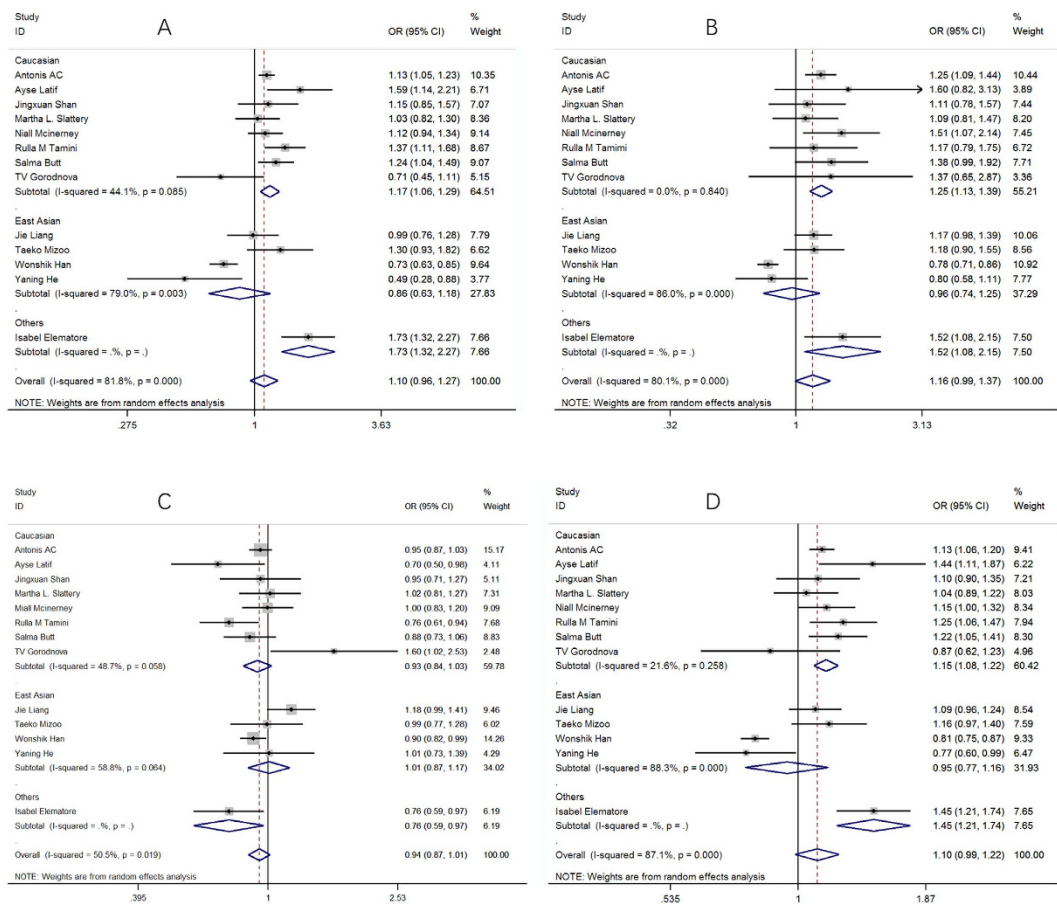 A
Study %
ID OR (95% CI) Weight
Caucasian
Antonis AC 1.13 (1.05, 1.23) 10.35
Ayse Latif 1.59 (1.14, 2.21) 6.71
Jingxuan Shan 1.15 (0.85, 1.57) 7.07
Martha L. Slattery 1.03 (0.82, 1.30) 8.36
Niall Mcinerney 1.12 (0.94, 1.34) 9.14
Rulla M Tamini 1.37 (1.11, 1.68) 8.67
Salma Butt 1.24 (1.04, 1.49) 9.07
TV Gorodnova 0.71 (0.45, 1.11) 5.15
Subtotal (I-squared = 44.1%, p = 0.085) 1.17 (1.06, 1.29) 64.51
.
East Asian
Jie Liang 0.99 (0.76, 1.28) 7.79
Taeko Mizoo 1.30 (0.93, 1.82) 6.62
Wonshik Han 0.73 (0.63, 0.85) 9.64
Yaning He 0.49 (0.28, 0.88) 3.77
Subtotal (I-squared = 79.0%, p = 0.003) 0.86 (0.63, 1.18) 27.83
.
Others
Isabel Elematore 1.73 (1.32, 2.27) 7.66
Subtotal (I-squared = .%, p = .) 1.73 (1.32, 2.27) 7.66
.
Overall (I-squared = 81.8%, p = 0.000) 1.10 (0.96, 1.27) 100.00
NOTE: Weights are from random effects analysis
.275 1 3.63
B
Study %
ID OR (95% CI) Weight
Caucasian
Antonis AC 1.25 (1.09, 1.44) 10.44
Ayse Latif 1.60 (0.82, 3.13) 3.89
Jingxuan Shan 1.11 (0.78, 1.57) 7.44
Martha L. Slattery 1.09 (0.81, 1.47) 8.20
Niall Mcinerney 1.51 (1.07, 2.14) 7.45
Rulla M Tamimi 1.17 (0.79, 1.75) 6.72
Salma Butt 1.38 (0.99, 1.92) 7.71
TV Gorodnova 1.37 (0.65, 2.87) 3.36
Subtotal (I-squared = 0.0%, p = 0.840) 1.25 (1.13, 1.39) 55.21
.
East Asian
Jie Liang 1.17 (0.98, 1.39) 10.06
Taeko Mizoo 1.18 (0.90, 1.55) 8.56
Wonshik Han 0.78 (0.71, 0.86) 10.92
Yaning He 0.80 (0.58, 1.11) 7.77
Subtotal (I-squared = 86.0%, p = 0.000) 0.96 (0.74, 1.25) 37.29
.
Others
Isabel Elematore 1.52 (1.08, 2.15) 7.50
Subtotal (I-squared = .%, p = .) 1.52 (1.08, 2.15) 7.50
.
Overall (I-squared = 80.1%, p = 0.000) 1.16 (0.99, 1.37) 100.00
NOTE: Weights are from random effects analysis
.32 1 3.13
C
Study %
ID OR (95% CI) Weight
Caucasian
Antonis AC 0.95 (0.87, 1.03) 15.17
Ayse Latif 0.70 (0.50, 0.98) 4.11
Jingxuan Shan 0.95 (0.71, 1.27) 5.11
Martha L. Slattery 1.02 (0.81, 1.27) 7.31
Miall Mcinerney 1.00 (0.83, 1.20) 9.09
Rulla M Tamini 0.76 (0.61, 0.94) 7.68
Salma Butt 0.88 (0.73, 1.06) 8.83
TV Gorodnova 1.60 (1.02, 2.53) 2.48
Subtotal (I-squared = 48.7%, p = 0.058) 0.93 (0.84, 1.03) 59.78
.
East Asian
Jie Liang 1.18 (0.99, 1.41) 9.46
Taeko Mizoo 0.99 (0.77, 1.28) 6.02
Wonshik Han 0.90 (0.82, 0.99) 14.26
Yaning He 1.01 (0.73, 1.39) 4.29
Subtotal (I-squared = 58.8%, p = 0.064) 1.01 (0.87, 1.17) 34.02
.
Others
Isabel Elematore 0.76 (0.59, 0.97) 6.19
Subtotal (I-squared = .%, p = .) 0.76 (0.59, 0.97) 6.19
.
Overall (I-squared = 50.5%, p = 0.019) 0.94 (0.87, 1.01) 100.00
NOTE: Weights are from random effects analysis
.395 1 2.53
D
Study %
ID OR (95% CI) Weight
Caucasian
Antonis AC 1.13 (1.06, 1.20) 9.41
Ayse Latif 1.44 (1.11, 1.87) 6.22
Jingxuan Shan 1.10 (0.90, 1.35) 7.21
Martha L. Slattery 1.04 (0.89, 1.22) 8.03
Niall Mcinerney 1.15 (1.00, 1.32) 8.34
Rulla M Tamini 1.25 (1.06, 1.47) 7.94
Salma Butt 1.22 (1.05, 1.41) 8.30
TV Gorodnova 0.87 (0.62, 1.23) 4.96
Subtotal (I-squared = 21.6%, p = 0.258) 1.15 (1.08, 1.22) 60.42
.
East Asian
Jie Liang 1.09 (0.96, 1.24) 8.54
Taeko Mizoo 1.16 (0.97, 1.40) 7.59
Wonshik Han 0.81 (0.75, 0.87) 9.33
Yaning He 0.77 (0.60, 0.99) 6.47
Subtotal (I-squared = 88.3%, p = 0.000) 0.95 (0.77, 1.16) 31.93
.
Others
Isabel Elematore 1.45 (1.21, 1.74) 7.65
Subtotal (I-squared = .%, p = .) 1.45 (1.21, 1.74) 7.65
.
Overall (I-squared = 87.1%, p = 0.000) 1.10 (0.99, 1.22) 100.00
NOTE: Weights are from random effects analysis
.535 1 1.87